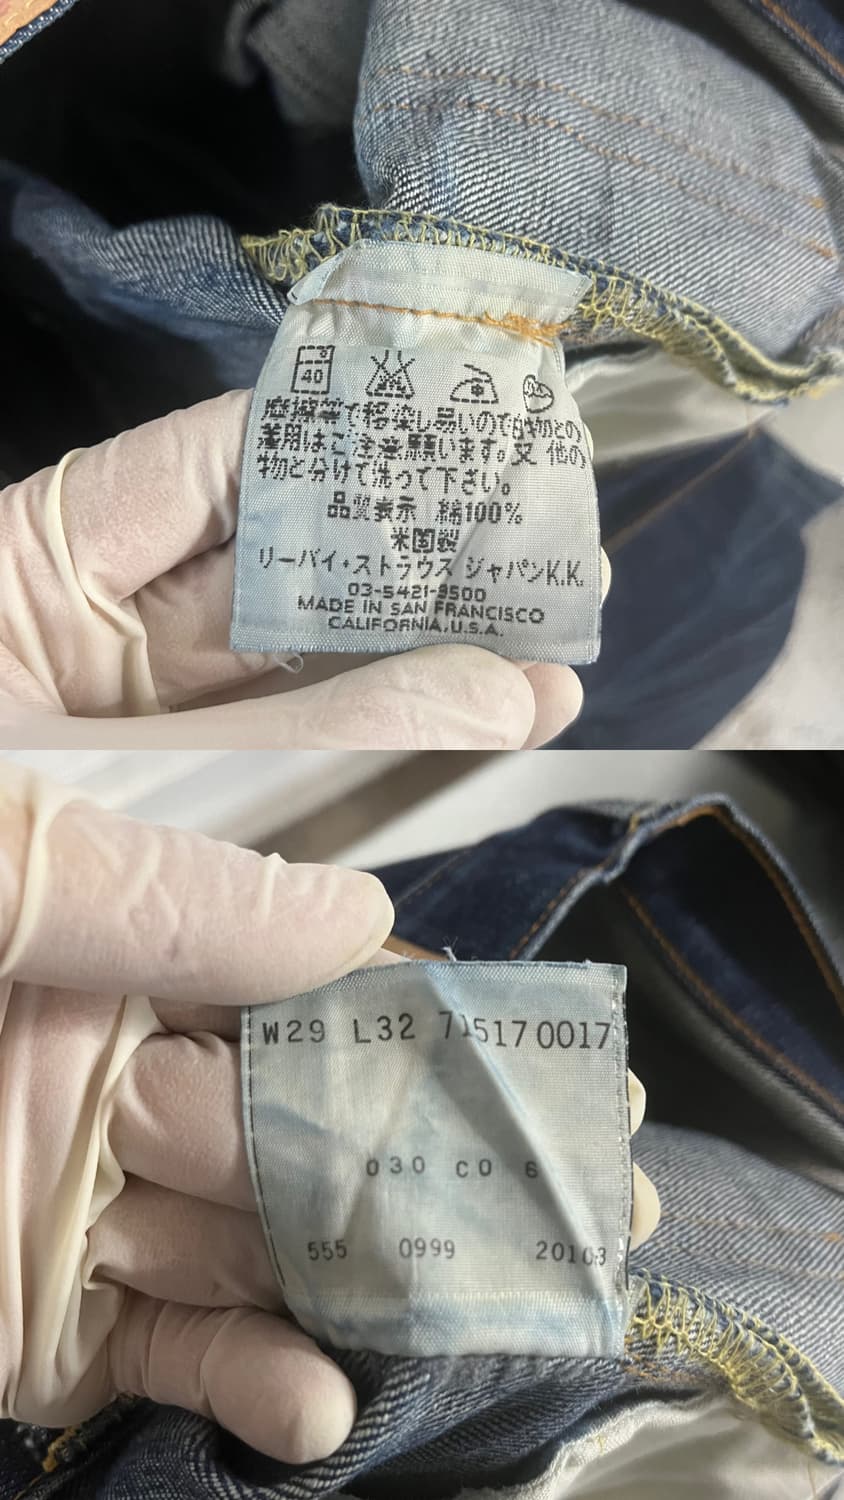 40
摩擦等で移染し易いので白物との
着用はご注意願います。又 他の
物と分けて洗って下さい。
品質表示 綿100%
米国製
リーバイ・ストラウス ジャパンK.K.
03-5421-9500
MADE IN SAN FRANCISCO
CALIFORNIA, U.S.A.
W29 L32 71517 0017
030 CO 6
555 0999 20103